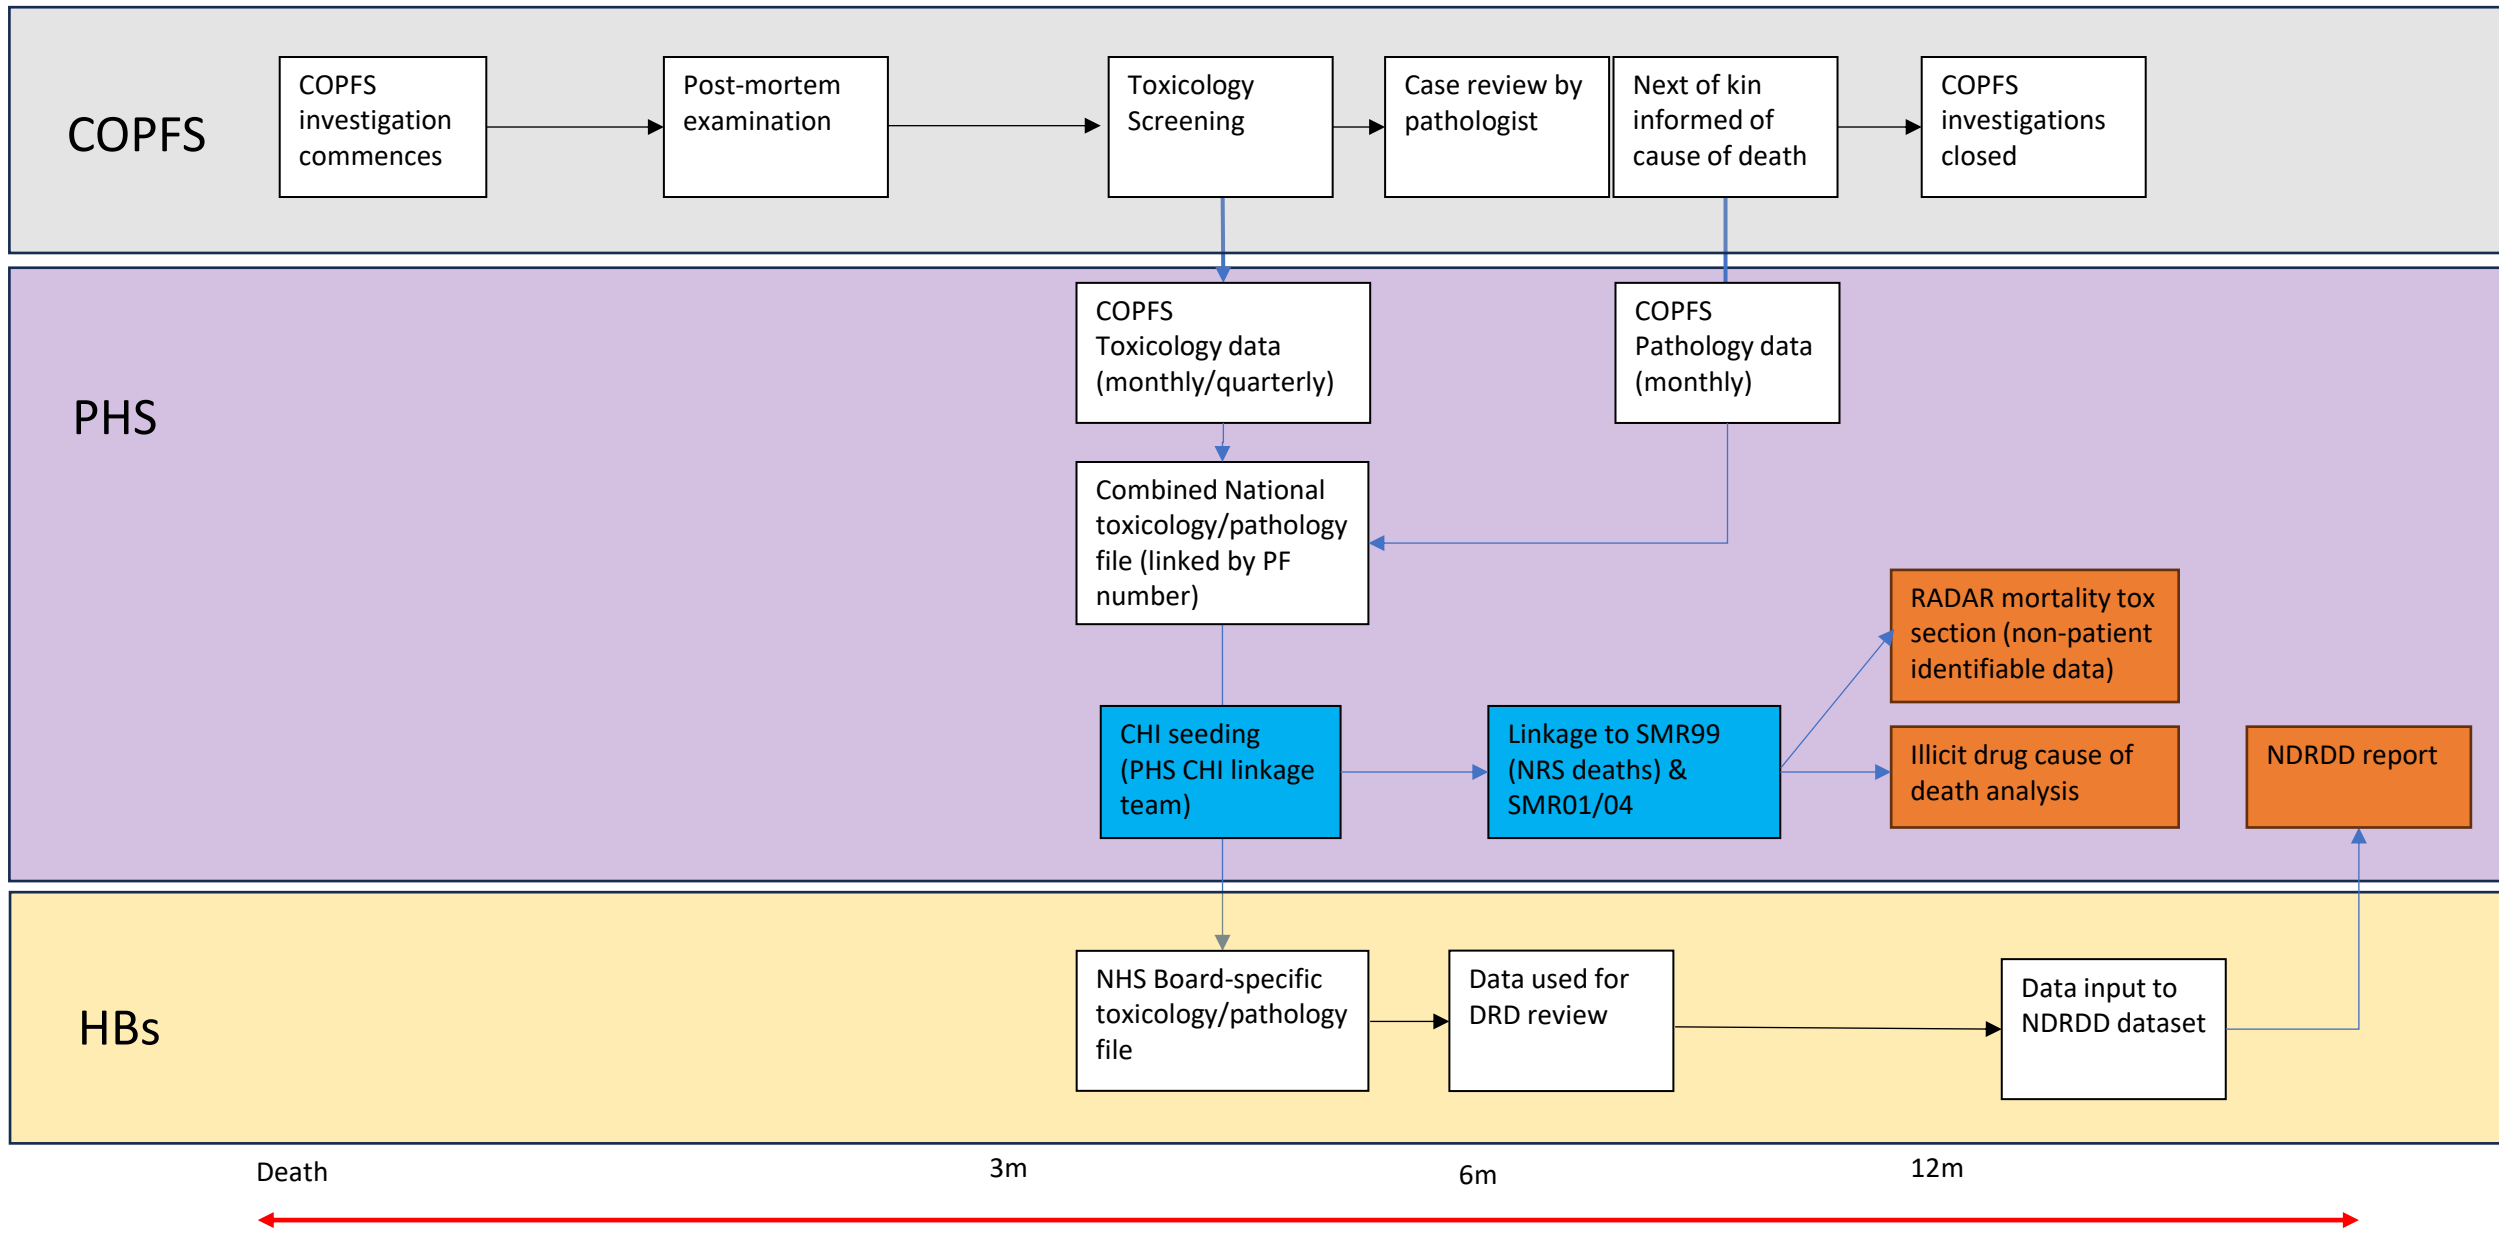 COPFS
COPFS
investigation
commences
Post-mortem
examination
Toxicology
Screening
Case review by
pathologist
Next of kin
informed of
cause of death
COPFS
investigations
closed
PHS
COPFS
Toxicology data
(monthly/quarterly)
COPFS
Pathology data
(monthly)
Combined National
toxicology/pathology
file (linked by PF
number)
RADAR mortality tox
section (non-patient
identifiable data)
CHI seeding
(PHS CHI linkage
team)
Linkage to SMR99
(NRS deaths) &
SMR01/04
Illicit drug cause of
death analysis
NDRDD report
HBs
NHS Board-specific
toxicology/pathology
file
Data used for
DRD review
Data input to
NDRDD dataset
Death
3m
6m
12m